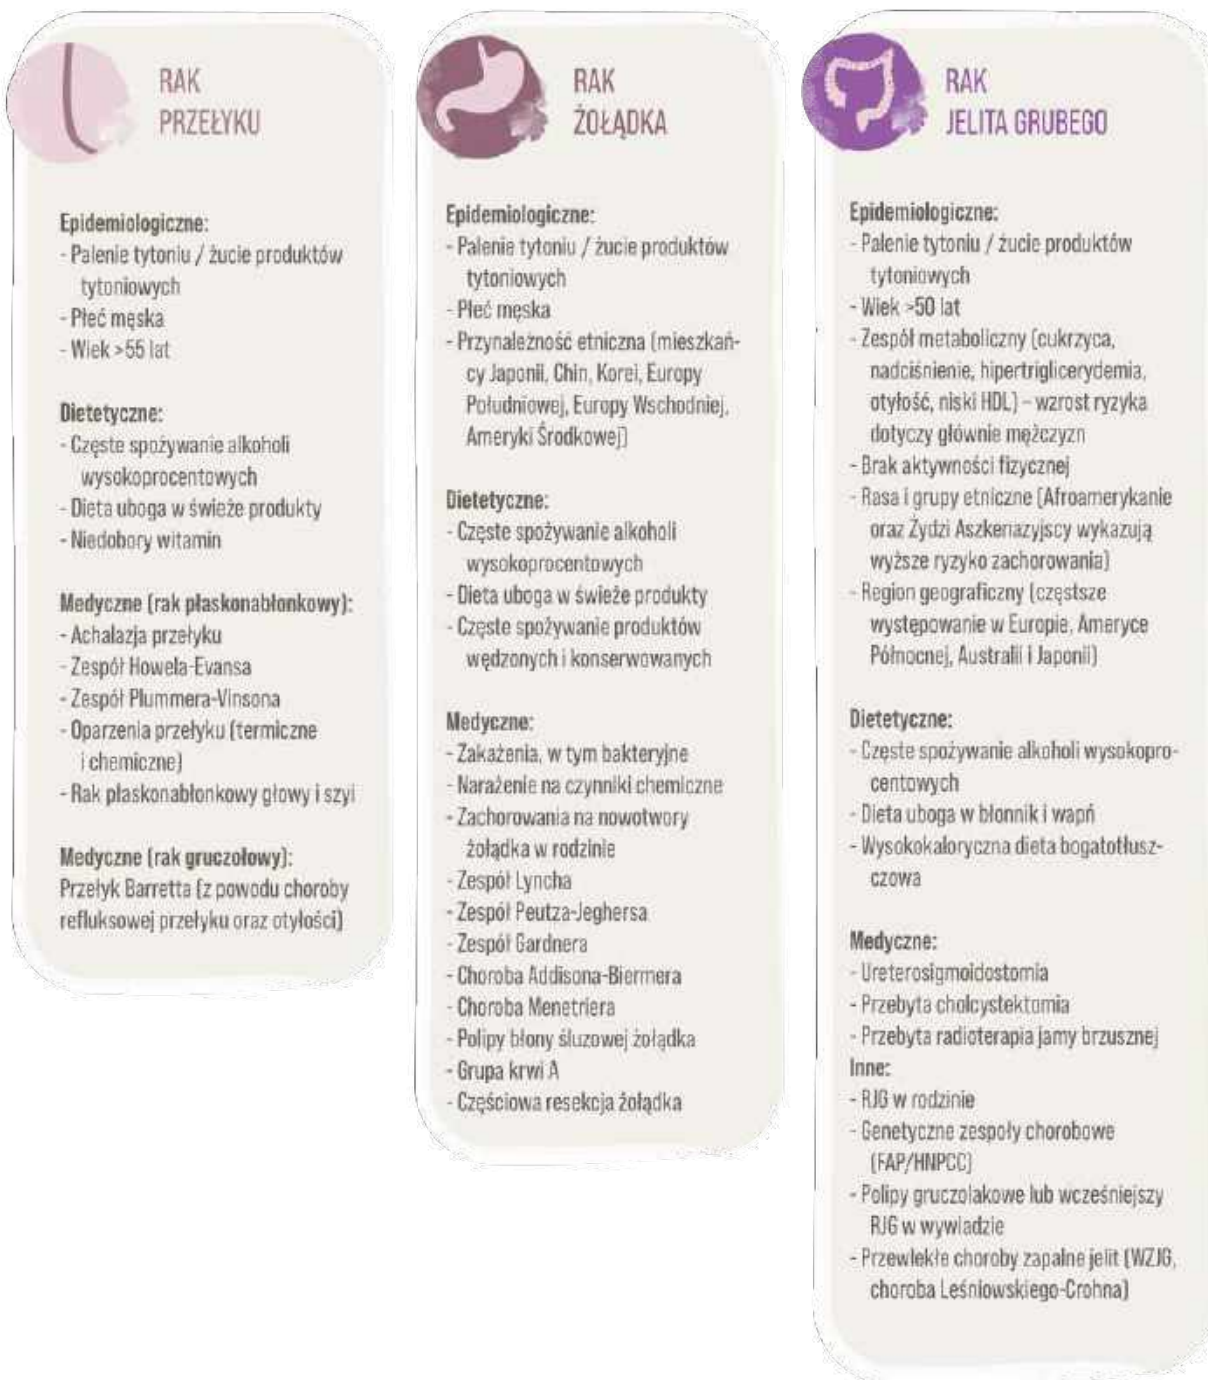 RAK
PRZEŁYKU
Epidemiologiczne:
- Palenie tytoniu / żucie produktów
tytoniowych
- Płeć męska
- Wiek >55 lat
Dietetyczne:
- Częste spożywanie alkoholi
wysokoprocentowych
- Dieta uboga w świeże produkty
- Niedobory witamin
Medyczne (rak płaskonabłonkowy):
- Achalazja przełyku
- Zespół Howela-Evansa
- Zespół Plummera-Vinsona
- Oparzenia przełyku (termiczne
i chemiczne)
- Rak płaskonabłonkowy głowy i szyi
Medyczne (rak gruczołowy):
Przełyk Barretta (z powodu choroby
refluksowej przełyku oraz otyłości)
RAK
ŻOŁĄDKA
Epidemiologiczne:
- Palenie tytoniu / żucie produktów
tytoniowych
- Płeć męska
- Przynależność etniczna (mieszkań-
cy Japonii, Chin, Korei, Europy
Południowej, Europy Wschodniej,
Ameryki Środkowej)
Dietetyczne:
- Częste spożywanie alkoholi
wysokoprocentowych
- Dieta uboga w świeże produkty
- Częste spożywanie produktów
wędzonych i konserwowanych
Medyczne:
- Zakażenia, w tym bakteryjne
- Narażenie na czynniki chemiczne
- Zachorowania na nowotwory
żołądka w rodzinie
- Zespół Lyncha
- Zespół Peutza-Jeghersa
- Zespół Gardnera
- Choroba Addisona-Biermera
- Choroba Menetriera
- Polipy błony śluzowej żołądka
- Grupa krwi A
- Częściowa resekcja żołądka
RAK
JELITA GRUBEGO
Epidemiologiczne:
- Palenie tytoniu / żucie produktów
tytoniowych
- Wiek >50 lat
- Zespół metaboliczny (cukrzyca,
nadciśnienie, hipertriglicerydemia,
otyłość, niski HDL) – wzrost ryzyka
dotyczy głównie mężczyzn
- Brak aktywności fizycznej
- Rasa i grupy etniczne (Afroamerykanie
oraz Żydzi Aszkenazyjscy wykazują
wyższe ryzyko zachorowania)
- Region geograficzny (częstsze
występowanie w Europie, Ameryce
Północnej, Australii i Japonii)
Dietetyczne:
- Częste spożywanie alkoholi wysokopro-
centowych
- Dieta uboga w błonnik i wapń
- Wysokokaloryczna dieta bogatotłusz-
czowa
Medyczne:
- Ureterosigmoidostomia
- Przebyta cholcystektomia
- Przebyta radioterapia jamy brzusznej
Inne:
- RJG w rodzinie
- Genetyczne zespoły chorobowe
(FAP/HNPCC)
- Polipy gruczolakowe lub wcześniejszy
RJG w wywiadzie
- Przewlekłe choroby zapalne jelit (WZJG,
choroba Leśniowskiego-Crohna)